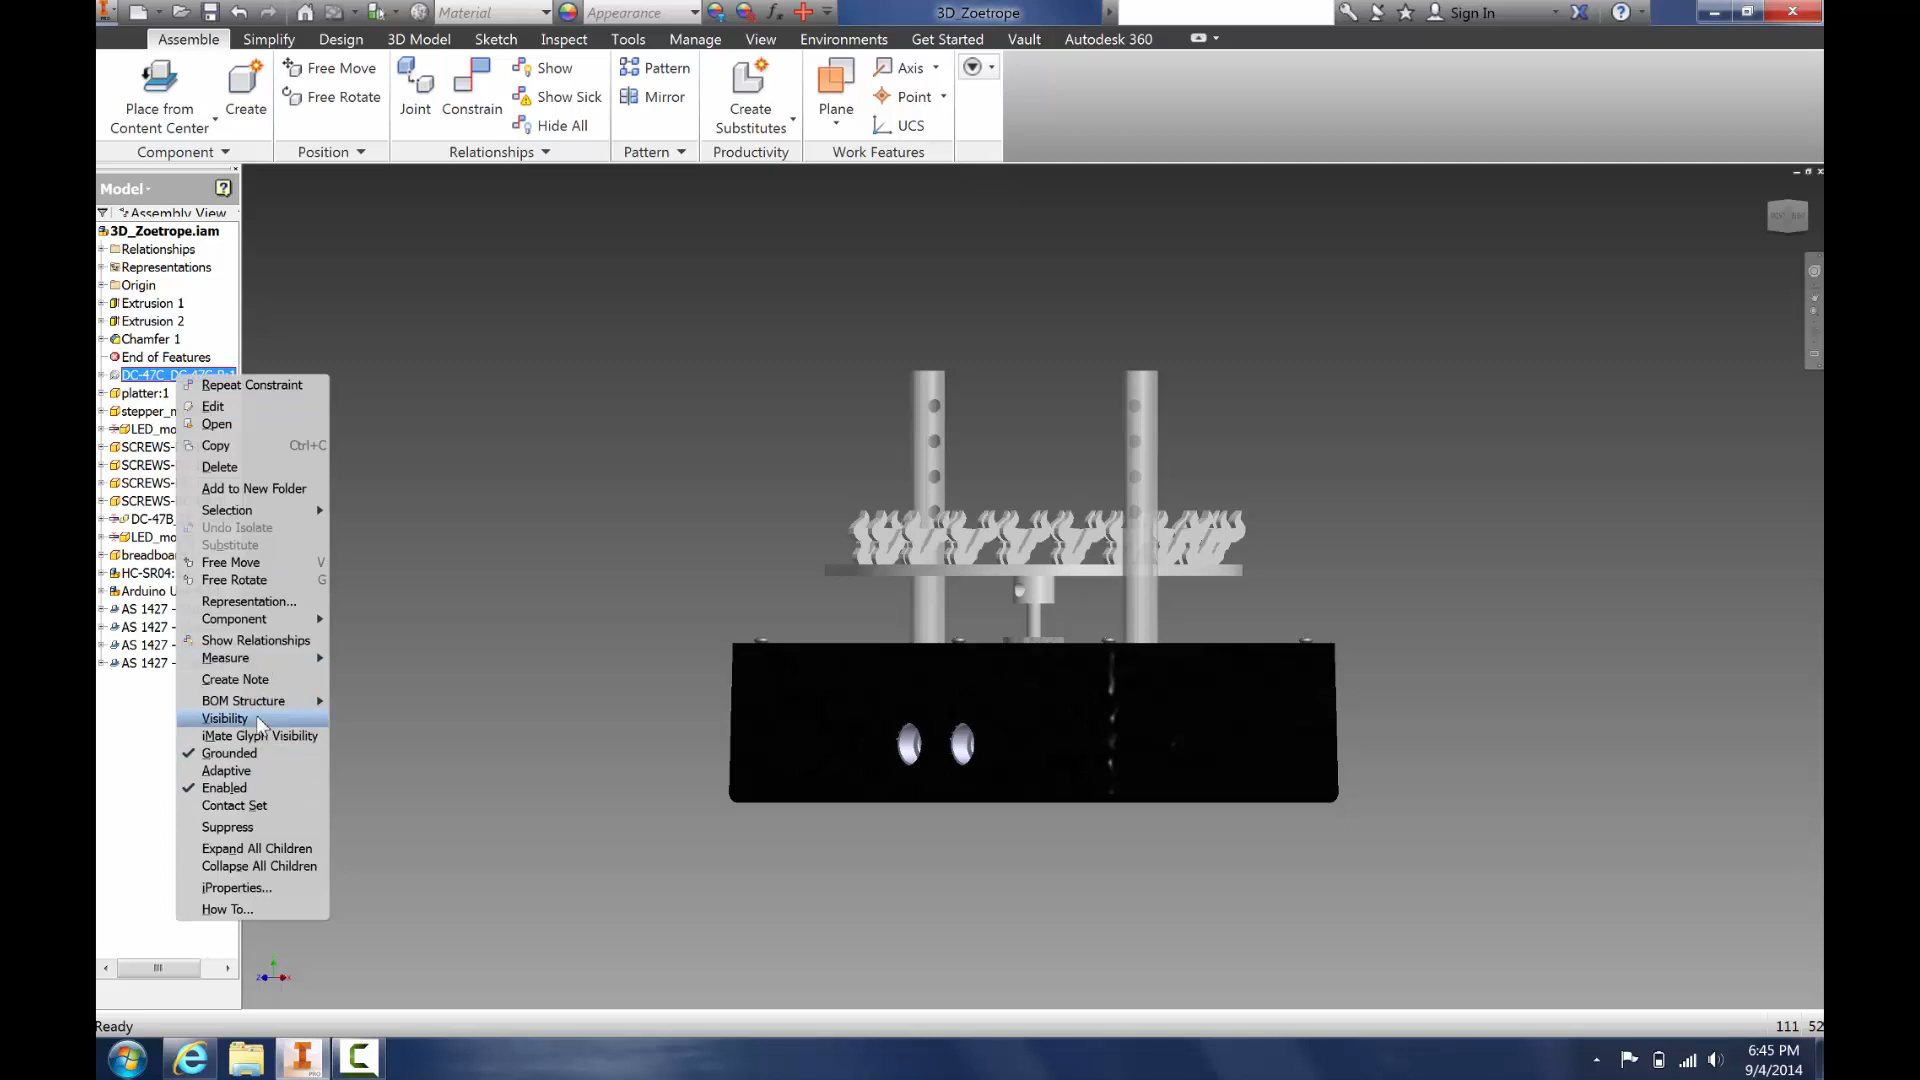 Material
Appearance
3D_Zoetrope
Sign In
Assemble
Simplify
Design
3D Model
Sketch
Inspect
Tools
Manage
View
Environments
Get Started
Vault
Autodesk 360
Place from
Content Center
Create
Free Move
Free Rotate
Joint
Constrain
Show
Show Sick
Hide All
Pattern
Mirror
Create
Substitutes
Plane
Axis
Point
UCS
Component
Position
Relationships
Pattern
Productivity
Work Features
Model
Assembly View
3D_Zoetrope.iam
Relationships
Representations
Origin
Extrusion 1
Extrusion 2
Chamfer 1
End of Features
platter:1
stepper_m
LED_mo
SCREWS-
SCREWS-
SCREWS-
SCREWS-
DC-47B
LED_mo
breadboa
HC-SR04:
Arduino U
AS 1427 -
AS 1427 -
AS 1427 -
AS 1427 -
Repeat Constraint
Edit
Open
Copy Ctrl+C
Delete
Add to New Folder
Selection
Undo Isolate
Substitute
Free Move V
Free Rotate G
Representation...
Component
Show Relationships
Measure
Create Note
BOM Structure
Visibility
iMate Glyph Visibility
Grounded
Adaptive
Enabled
Contact Set
Suppress
Expand All Children
Collapse All Children
iProperties...
How To...
Ready
111 52
PRO
6:45 PM
9/4/2014